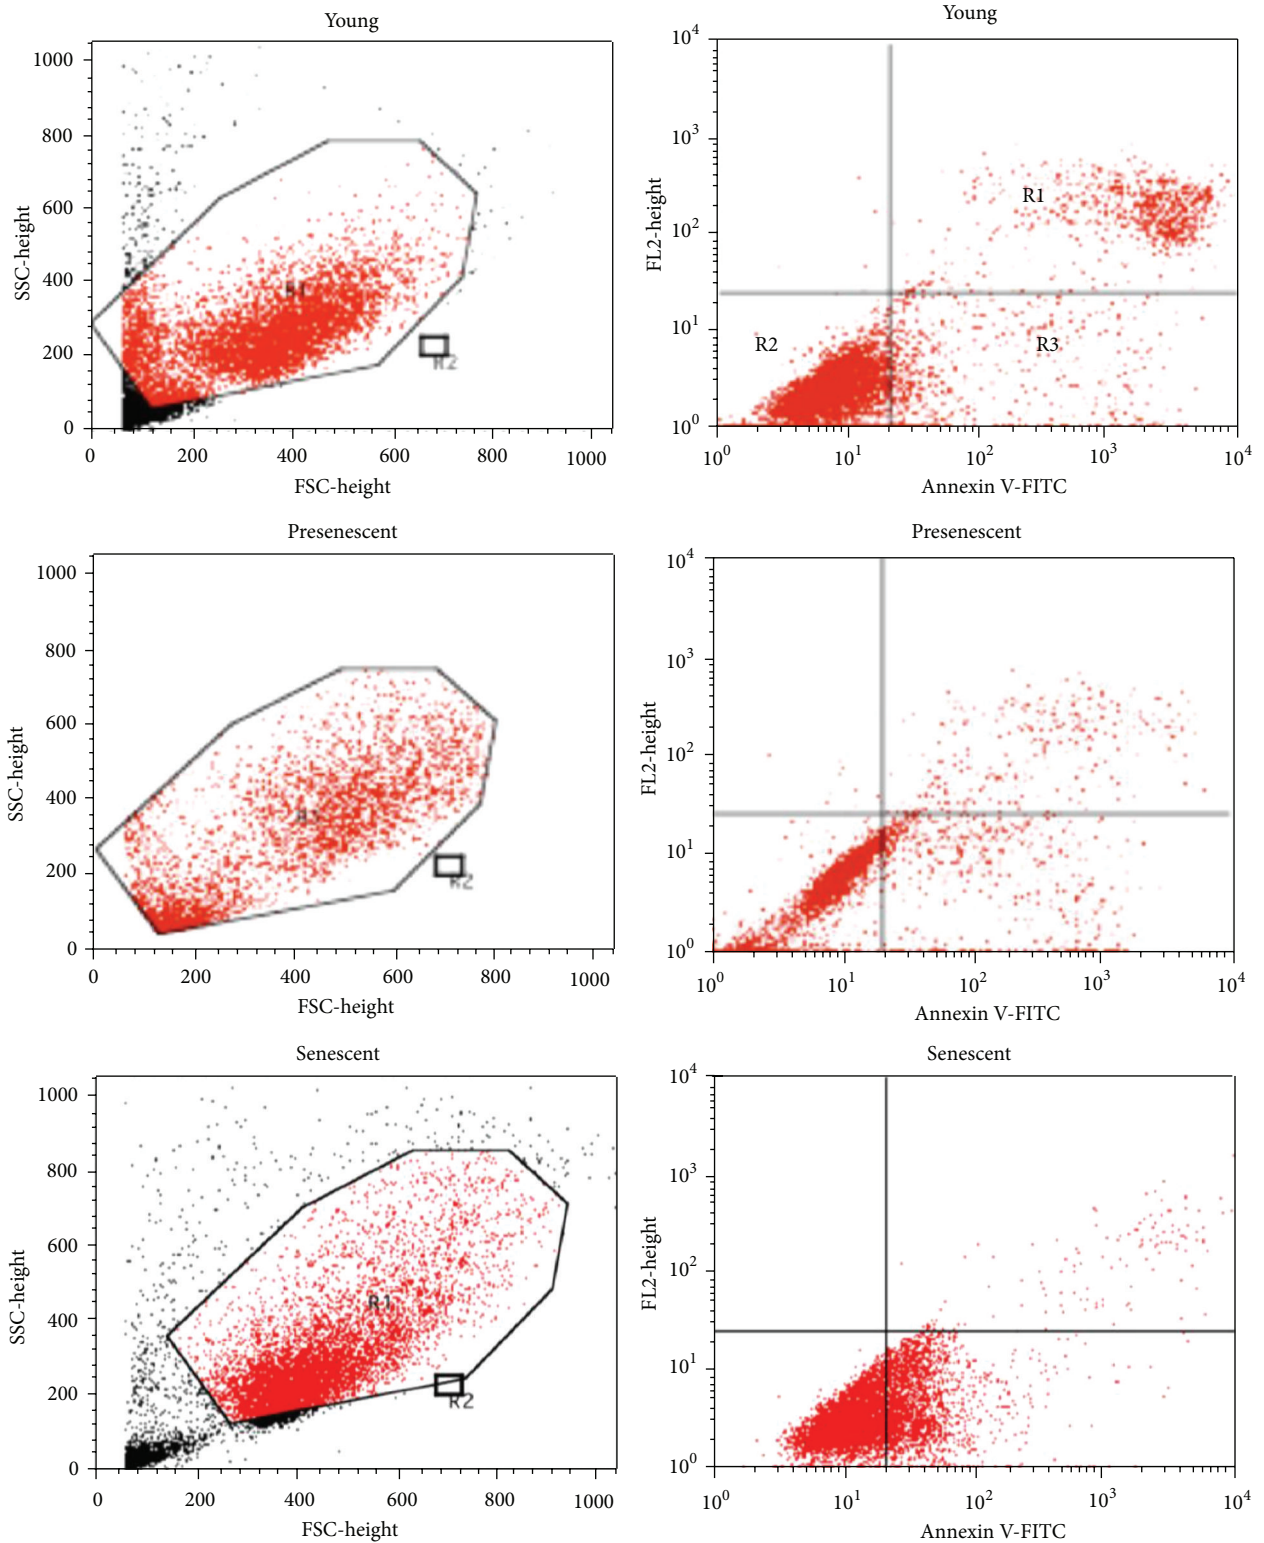 Young
1000
800
600
400
200
0
SSC-height
R1
R2
0 200 400 600 800 1000
FSC-height
Young
10^4
10^3
10^2
10^1
10^0
FL2-height
R1
R2
R3
10^0 10^1 10^2 10^3 10^4
Annexin V-FITC
Presenescent
1000
800
600
400
200
0
SSC-height
R2
0 200 400 600 800 1000
FSC-height
Presenescent
10^4
10^3
10^2
10^1
10^0
FL2-height
10^0 10^1 10^2 10^3 10^4
Annexin V-FITC
Senescent
1000
800
600
400
200
0
SSC-height
R1
R2
0 200 400 600 800 1000
FSC-height
Senescent
10^4
10^3
10^2
10^1
10^0
FL2-height
10^0 10^1 10^2 10^3 10^4
Annexin V-FITC